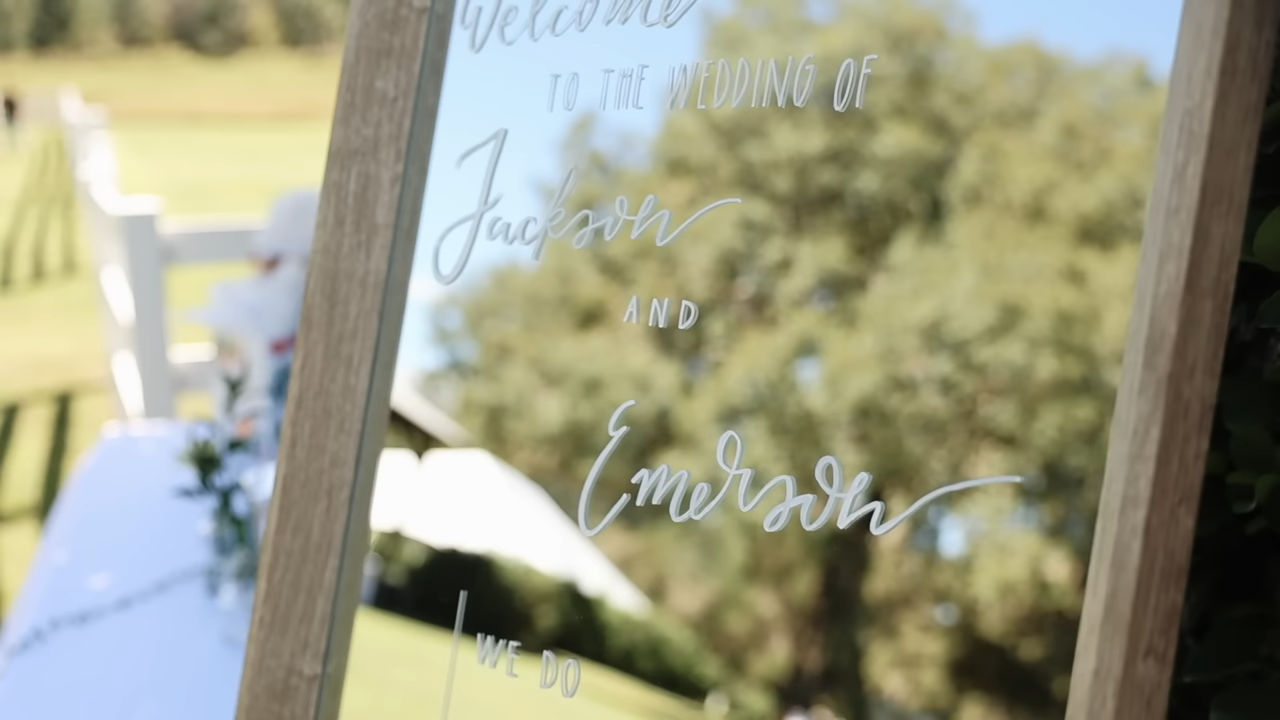 Welcome
TO THE WEDDING OF
Jackson
AND
Emerson
WE DO